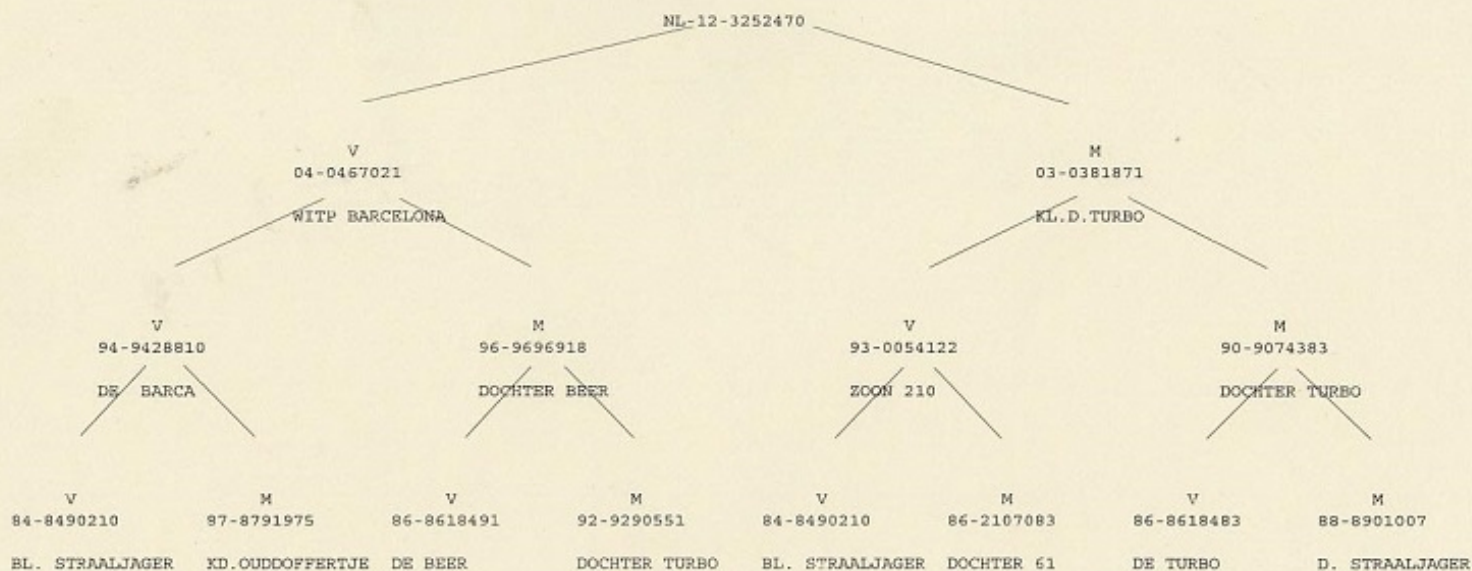 NL-12-3252470
V M
04-0467021 03-0381871
WITP BARCELONA KL.D.TURBO
V M V M
94-9428810 96-9696918 93-0054122 90-9074383
DE BARCA DOCHTER BEER ZOON 210 DOCHTER TURBO
V M V M V M V M
84-8490210 87-8791975 86-8618491 92-9290551 84-8490210 86-2107083 86-8618483 88-8901007
BL. STRAALJAGER KD.OUDDOFFERTJE DE BEER DOCHTER TURBO BL. STRAALJAGER DOCHTER 61 DE TURBO D. STRAALJAGER